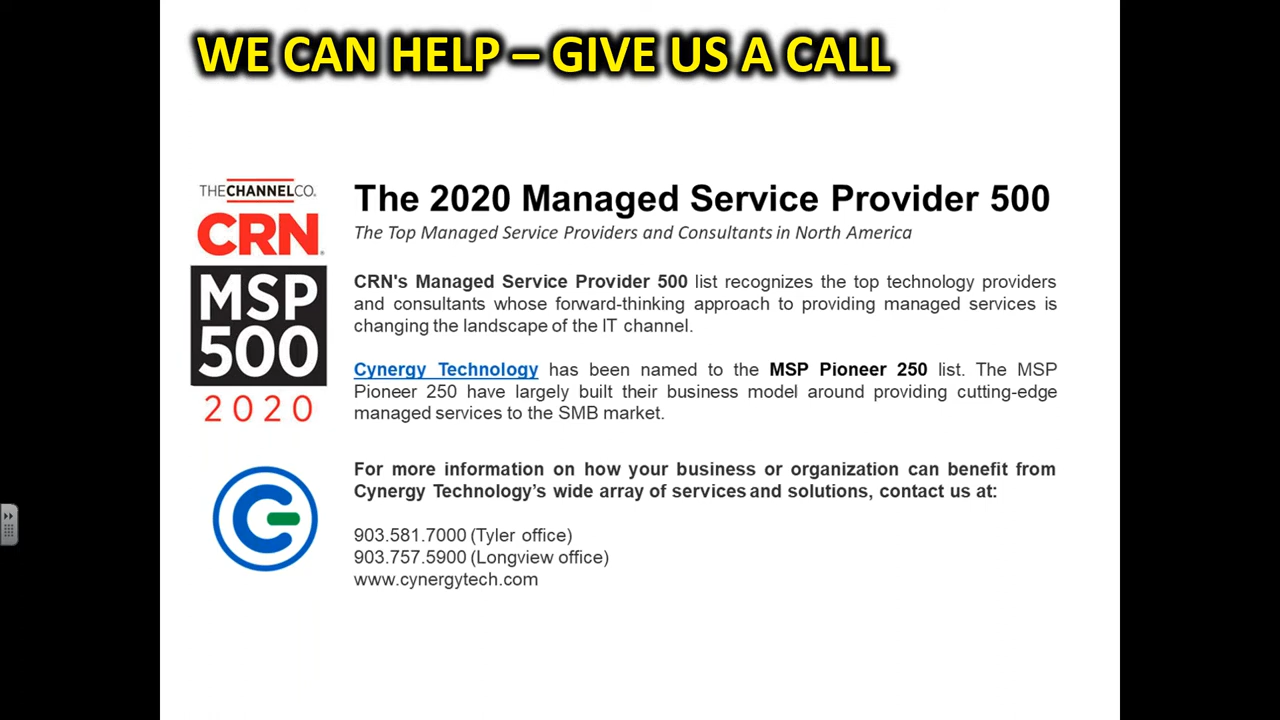 WE CAN HELP – GIVE US A CALL
THECHANNELCO.
CRN®
MSP
500
2020
The 2020 Managed Service Provider 500
The Top Managed Service Providers and Consultants in North America
CRN's Managed Service Provider 500 list recognizes the top technology providers
and consultants whose forward-thinking approach to providing managed services is
changing the landscape of the IT channel.
Cynergy Technology has been named to the MSP Pioneer 250 list. The MSP
Pioneer 250 have largely built their business model around providing cutting-edge
managed services to the SMB market.
For more information on how your business or organization can benefit from
Cynergy Technology’s wide array of services and solutions, contact us at:
903.581.7000 (Tyler office)
903.757.5900 (Longview office)
www.cynergytech.com